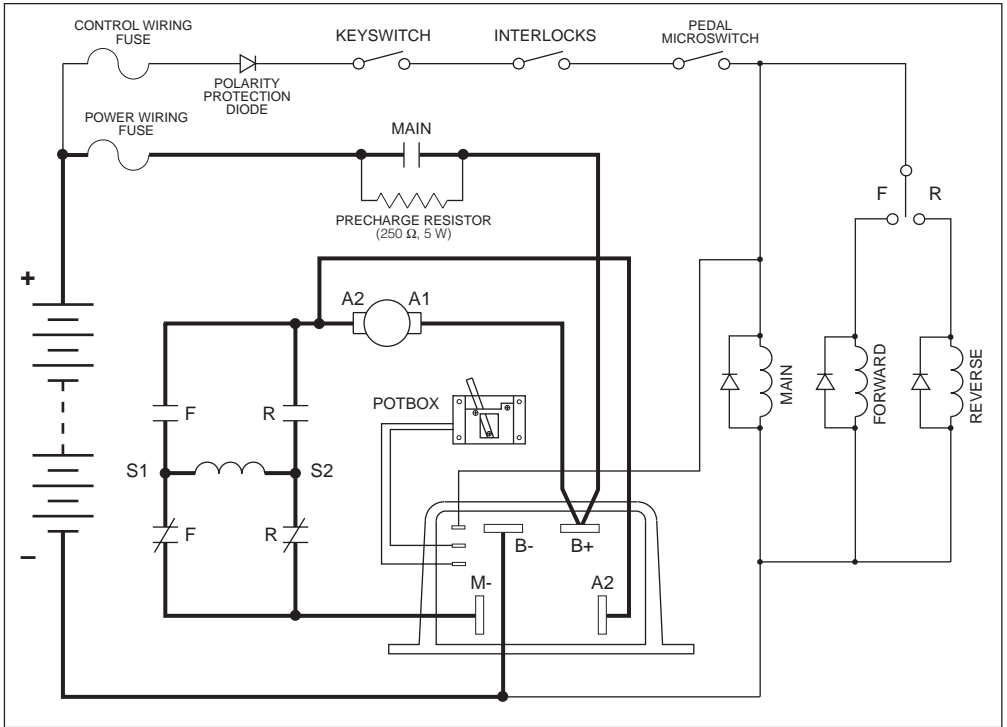 CONTROL WIRING
FUSE
KEYSWITCH
INTERLOCKS
PEDAL
MICROSWITCH
POLARITY
PROTECTION
DIODE
POWER WIRING
FUSE
MAIN
PRECHARGE RESISTOR
(250 Ω, 5 W)
F
R
+
A2
A1
POTBOX
MAIN
FORWARD
REVERSE
F
R
S1
S2
F
R
–
B-
B+
M-
A2